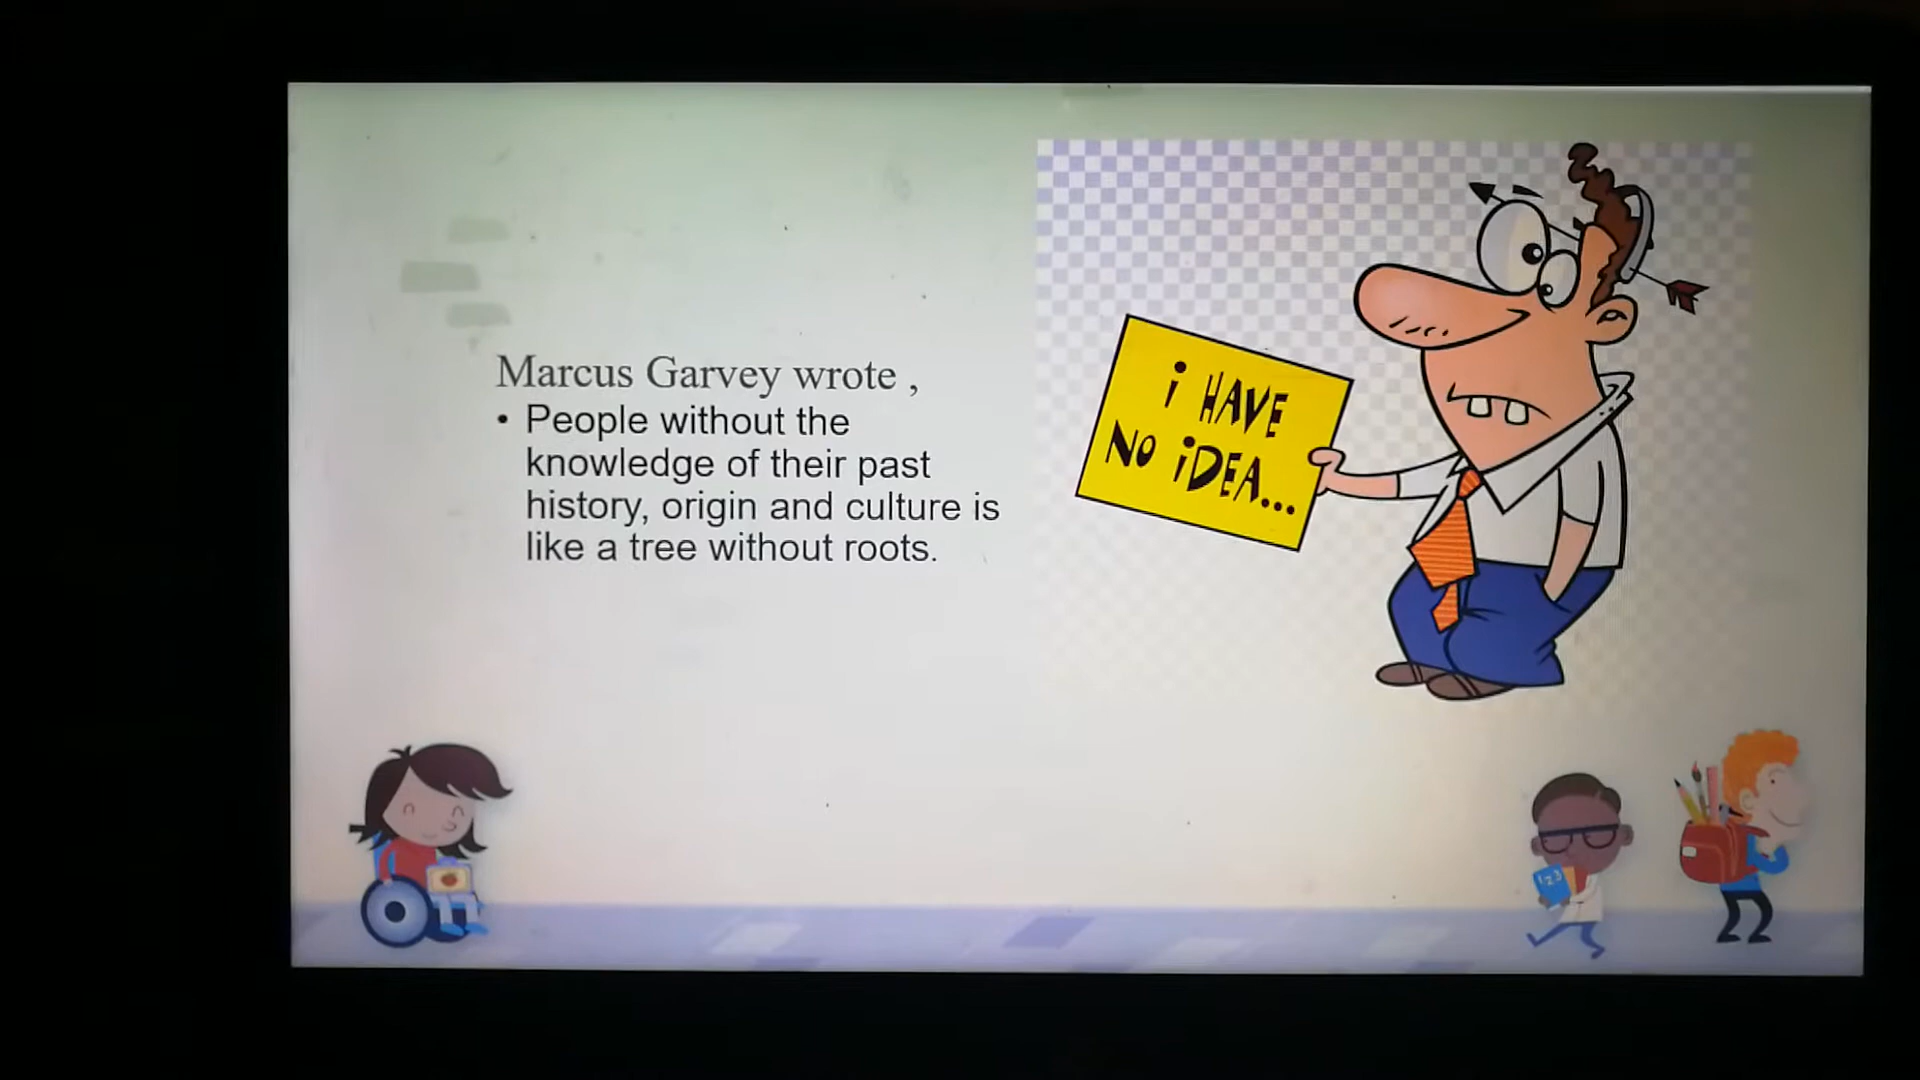 Marcus Garvey wrote ,
• People without the
knowledge of their past
history, origin and culture is
like a tree without roots.
i HAVE
NO iDEA...
123